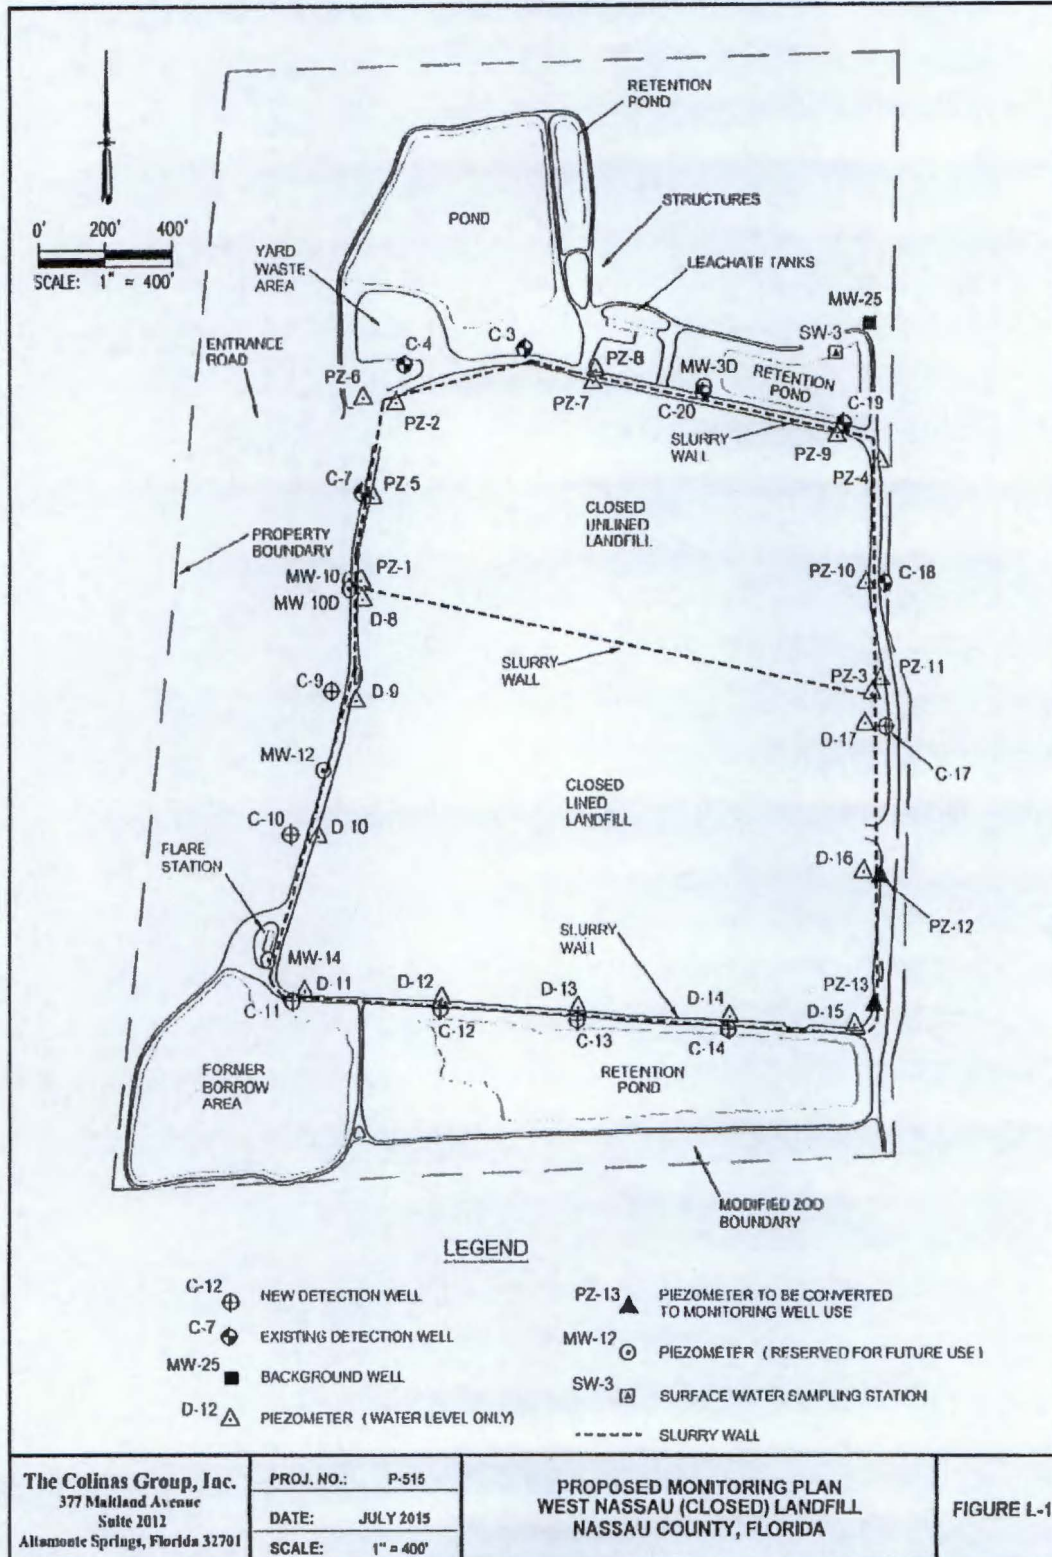 RETENTION
POND
POND
STRUCTURES
LEACHATE TANKS
0' 200' 400'
SCALE: 1" = 400'
YARD
WASTE
AREA
MW-25
SW-3
ENTRANCE
ROAD
C-3
C-4
PZ-8
MW-3D
RETENTION
POND
C-19
PZ-6
PZ-2
PZ-7
C-20
SLURRY
WALL
PZ-9
PZ-4
C-7
PZ-5
CLOSED
UNLINED
LANDFILL
PROPERTY
BOUNDARY
MW-10
PZ-1
PZ-10
C-18
MW 10D
D-8
SLURRY
WALL
PZ-11
PZ-3
C-9
D-9
D-17
MW-12
C-17
CLOSED
LINED
LANDFILL
C-10
D-10
FLARE
STATION
D-16
PZ-12
SLURRY
WALL
MW-14
D-11
D-12
D-13
D-14
PZ-13
D-15
C-11
C-12
C-13
C-14
FORMER
BORROW
AREA
RETENTION
POND
MODIFIED ZOD
BOUNDARY
LEGEND
C-12 NEW DETECTION WELL
C-7 EXISTING DETECTION WELL
MW-25 BACKGROUND WELL
D-12 PIEZOMETER (WATER LEVEL ONLY)
PZ-13 PIEZOMETER TO BE CONVERTED
TO MONITORING WELL USE
MW-12 PIEZOMETER (RESERVED FOR FUTURE USE)
SW-3 SURFACE WATER SAMPLING STATION
SLURRY WALL
The Colinas Group, Inc.
377 Maitland Avenue
Suite 2012
Altamonte Springs, Florida 32701
PROJ. NO.: P-515
DATE: JULY 2015
SCALE: 1" = 400'
PROPOSED MONITORING PLAN
WEST NASSAU (CLOSED) LANDFILL
NASSAU COUNTY, FLORIDA
FIGURE L-1